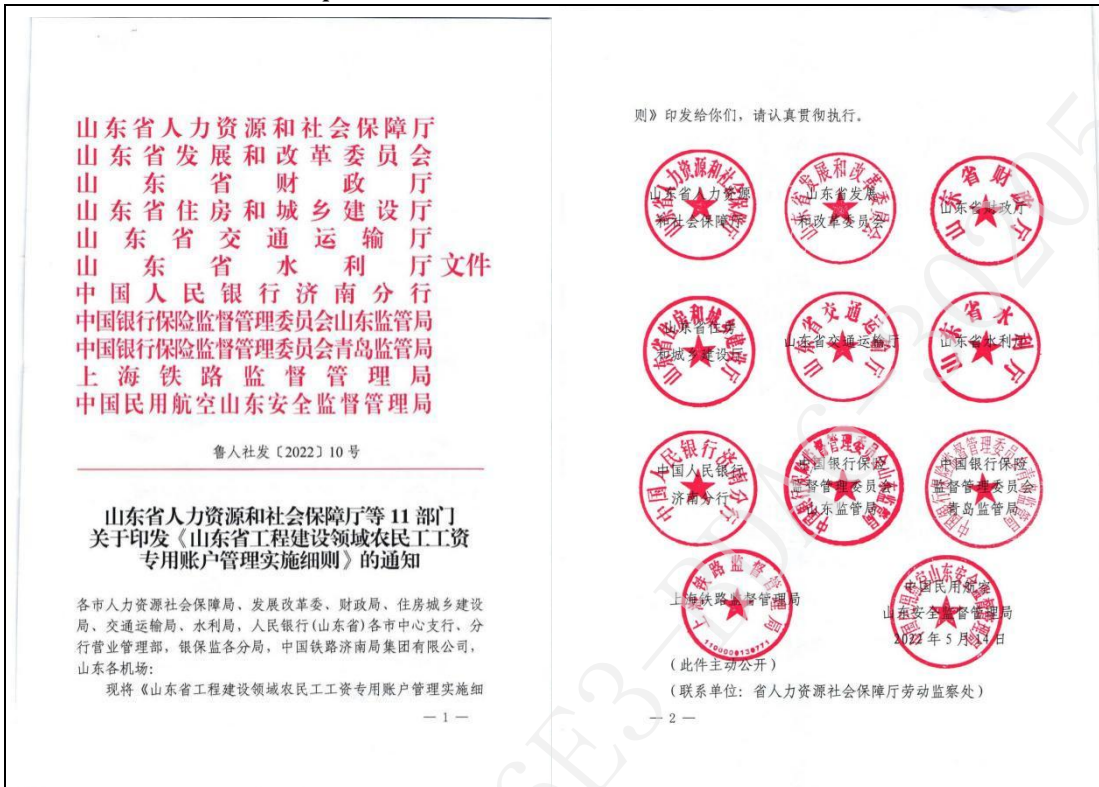 山东省人力资源和社会保障厅
山东省发展和改革委员会
山东省财政厅
山东省住房和城乡建设厅
山东省交通运输厅
山东省水利厅 文件
中国人民银行济南分行
中国银行保险监督管理委员会山东监管局
中国银行保险监督管理委员会青岛监管局
上海铁路监督管理局
中国民用航空山东安全监督管理局
鲁人社发〔2022〕10号
山东省人力资源和社会保障厅等11部门
关于印发《山东省工程建设领域农民工工资
专用账户管理实施细则》的通知
各市人力资源社会保障局、发展改革委、财政局、住房城乡建设
局、交通运输局、水利局，人民银行(山东省)各市中心支行、分
行营业管理部，银保监各分局，中国铁路济南局集团有限公司，
山东各机场：
现将《山东省工程建设领域农民工工资专用账户管理实施细
— 1 —
则》印发给你们，请认真贯彻执行。
山东省人力资源
和社会保障厅
山东省发展
和改革委员会
山东省财政厅
山东省住房
和城乡建设厅
山东省交通运输厅
山东省水利厅
中国人民银行
济南分行
中国银行保险
监督管理委员会
山东监管局
中国银行保险
监督管理委员会
青岛监管局
上海铁路监督管理局
中国民用航空
山东安全监督管理局
2022年5月14日
(此件主动公开)
(联系单位：省人力资源社会保障厅劳动监察处)
— 2 —